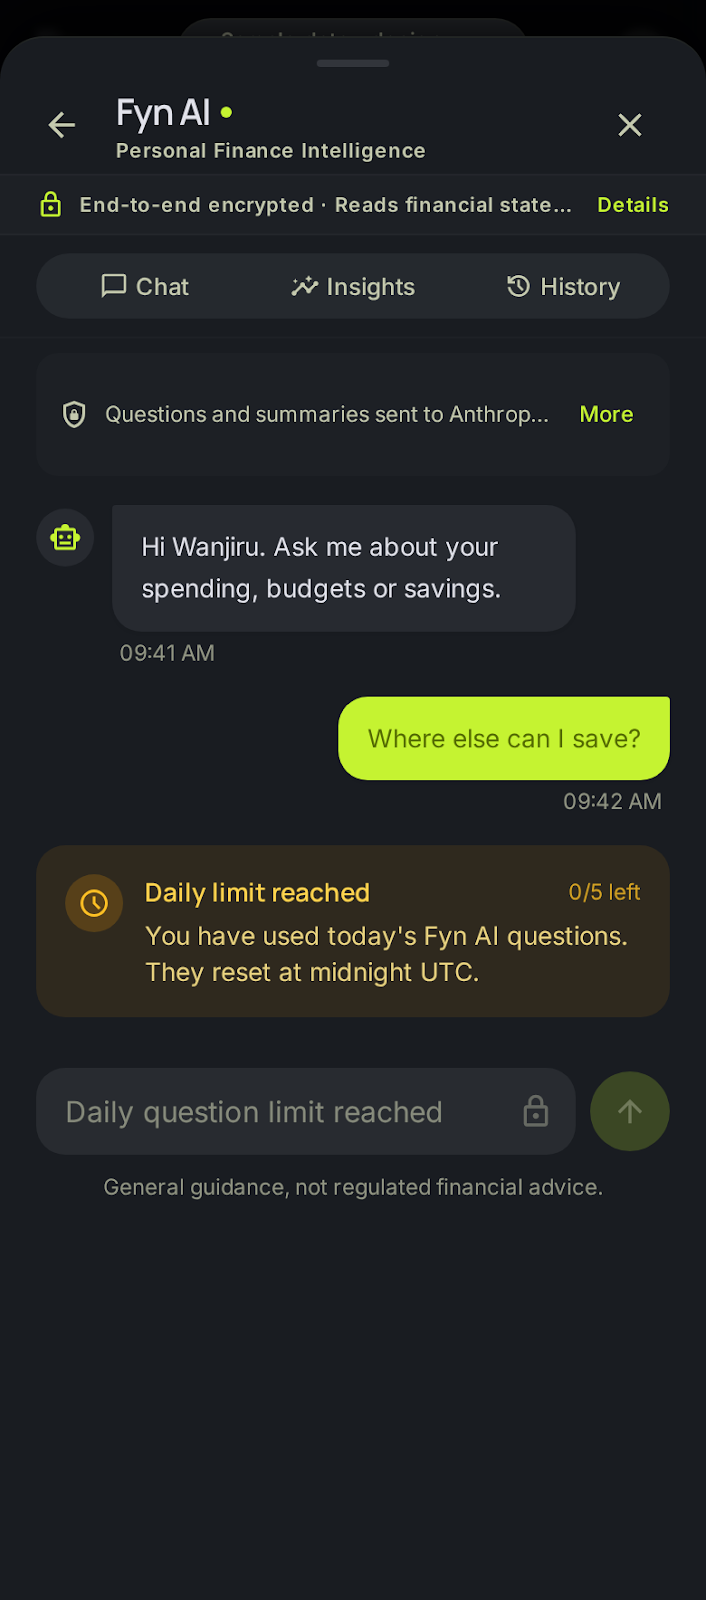 Fyn AI
Personal Finance Intelligence
End-to-end encrypted · Reads financial state... Details
Chat Insights History
Questions and summaries sent to Anthrop... More
Hi Wanjiru. Ask me about your
spending, budgets or savings.
09:41 AM
Where else can I save?
09:42 AM
Daily limit reached 0/5 left
You have used today's Fyn AI questions.
They reset at midnight UTC.
Daily question limit reached
General guidance, not regulated financial advice.